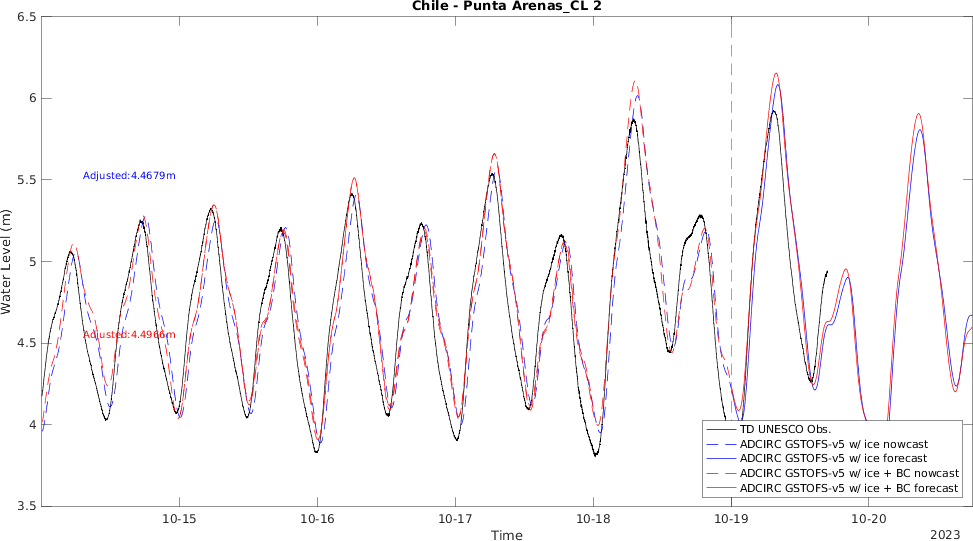 Chile - Punta Arenas_CL 2
6.5
6
5.5
5
4.5
4
3.5
Water Level (m)
Adjusted:4.4679m
Adjusted:4.4966m
TD UNESCO Obs.
ADCIRC GSTOFS-v5 w/ ice nowcast
ADCIRC GSTOFS-v5 w/ ice forecast
ADCIRC GSTOFS-v5 w/ ice + BC nowcast
ADCIRC GSTOFS-v5 w/ ice + BC forecast
10-15 10-16 10-17 10-18 10-19 10-20
Time
2023